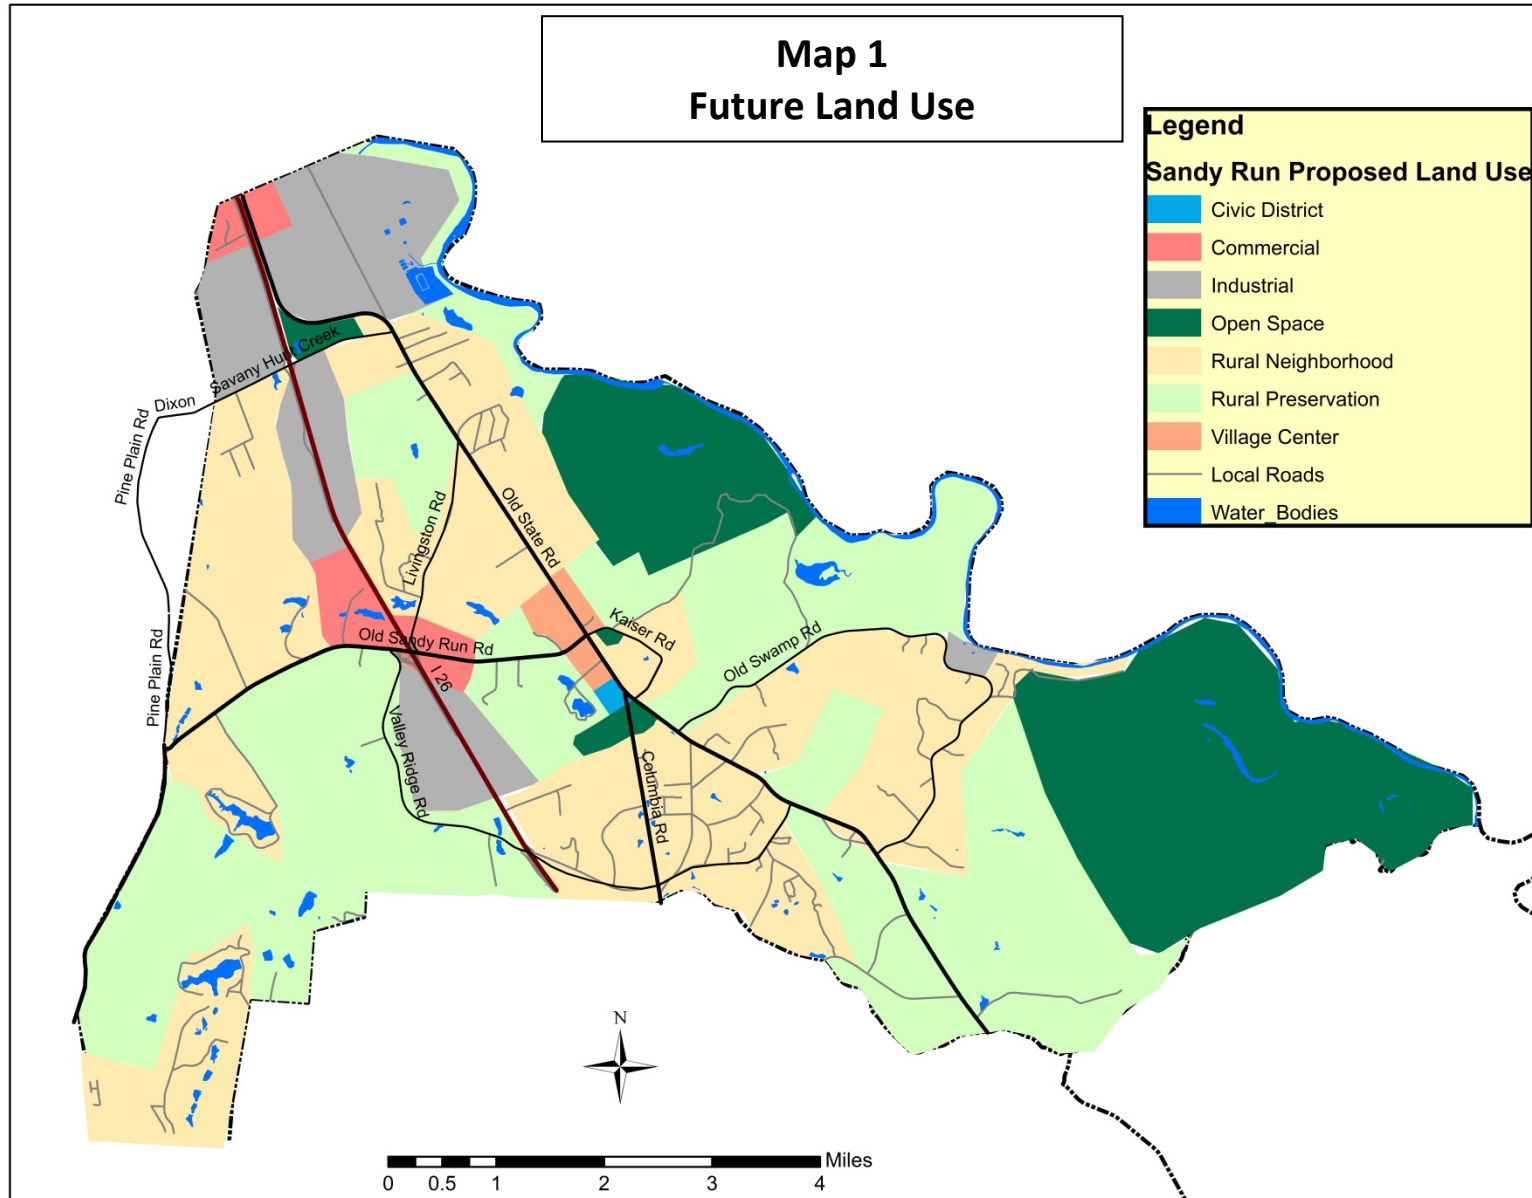 Map 1
Future Land Use
Legend
Sandy Run Proposed Land Use
Civic District
Commercial
Industrial
Open Space
Rural Neighborhood
Rural Preservation
Village Center
Local Roads
Water_Bodies
Savany Hunt Creek
Dixon
Pine Plain Rd
Livingston Rd
Old State Rd
Kaiser Rd
Old Sandy Run Rd
Old Swamp Rd
I 26
Pine Plain Rd
Valley Ridge Rd
Columbia Rd
N
Miles
0 0.5 1 2 3 4